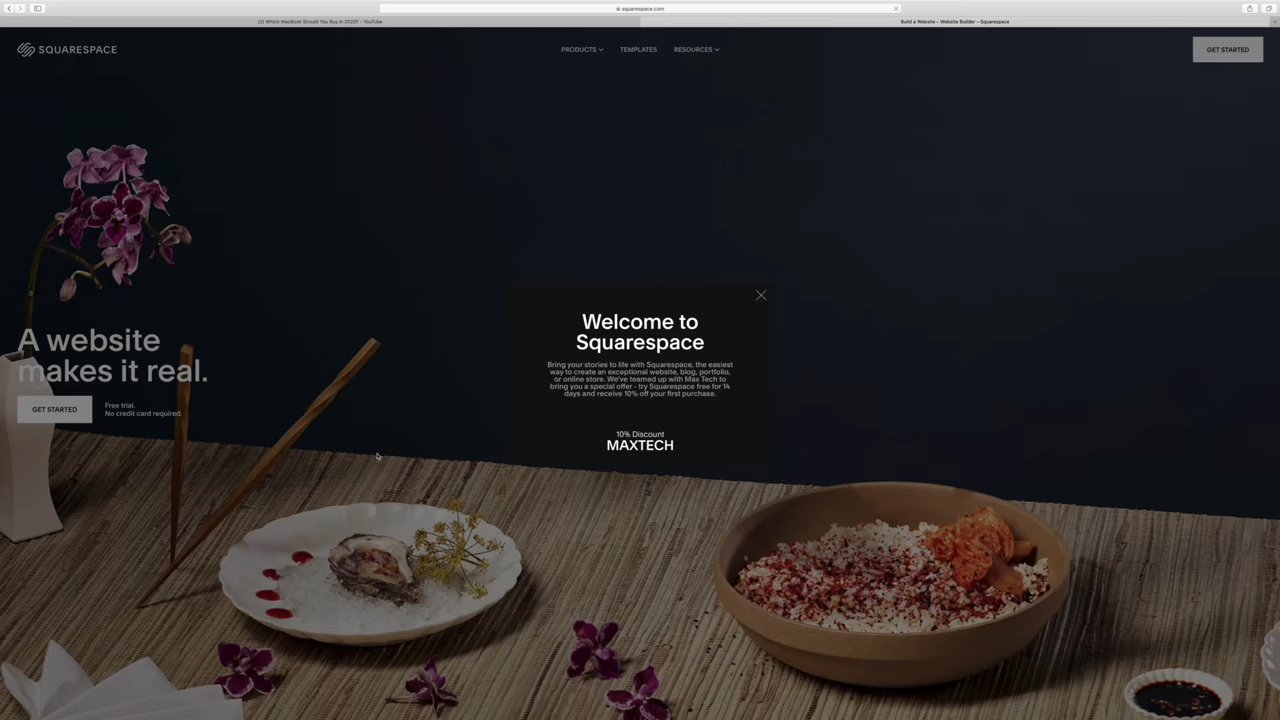 squarespace.com
(2) Which MacBook Should You Buy in 2020? - YouTube
Build a Website – Website Builder – Squarespace
SQUARESPACE
PRODUCTS
TEMPLATES
RESOURCES
GET STARTED
A website
makes it real.
GET STARTED
Free trial.
No credit card required.
Welcome to
Squarespace
Bring your stories to life with Squarespace, the easiest
way to create an exceptional website, blog, portfolio,
or online store. We've teamed up with Max Tech to
bring you a special offer - try Squarespace free for 14
days and receive 10% off your first purchase.
10% Discount
MAXTECH